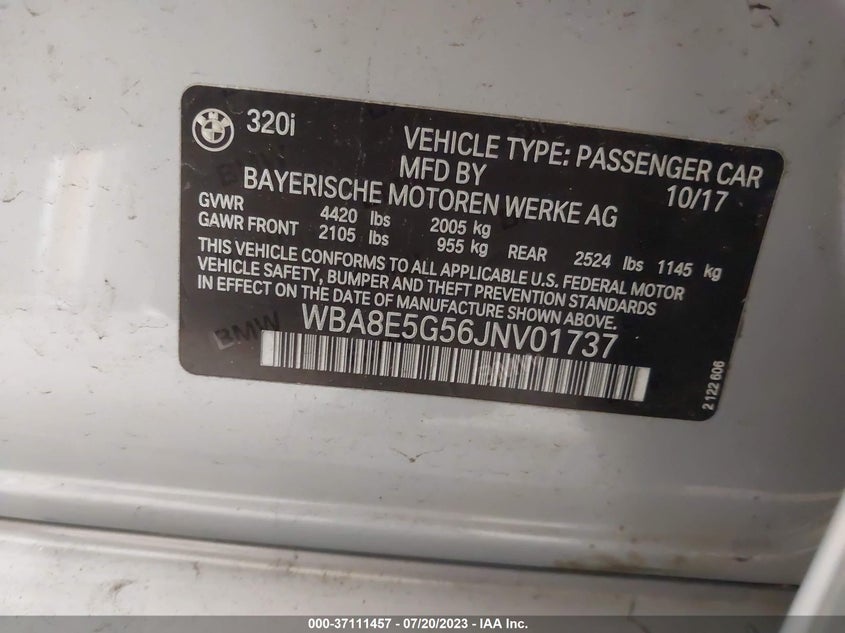 320i
VEHICLE TYPE: PASSENGER CAR
MFD BY 10/17
BAYERISCHE MOTOREN WERKE AG
GVWR 4420 lbs 2005 kg
GAWR FRONT 2105 lbs 955 kg REAR 2524 lbs 1145 kg
THIS VEHICLE CONFORMS TO ALL APPLICABLE U.S. FEDERAL MOTOR
VEHICLE SAFETY, BUMPER AND THEFT PREVENTION STANDARDS
IN EFFECT ON THE DATE OF MANUFACTURE SHOWN ABOVE.
WBA8E5G56JNV01737
BMW
2 122 606
000-37111457 / 07/20/2023 / IAA Inc.